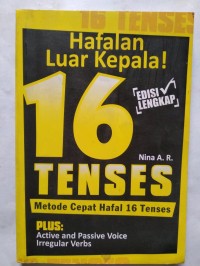 16 TENSES
Hafalan
Luar Kepala!
16
EDISI
LENGKAP
Nina A. R.
TENSES
Metode Cepat Hafal 16 Tenses
PLUS:
Active and Passive Voice
Irregular Verbs